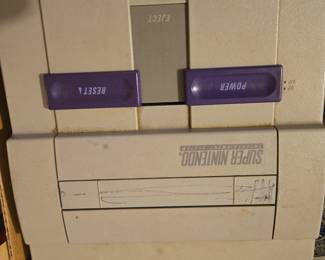 SUPER NINTENDO
ENTERTAINMENT SYSTEM
POWER
RESET
EJECT